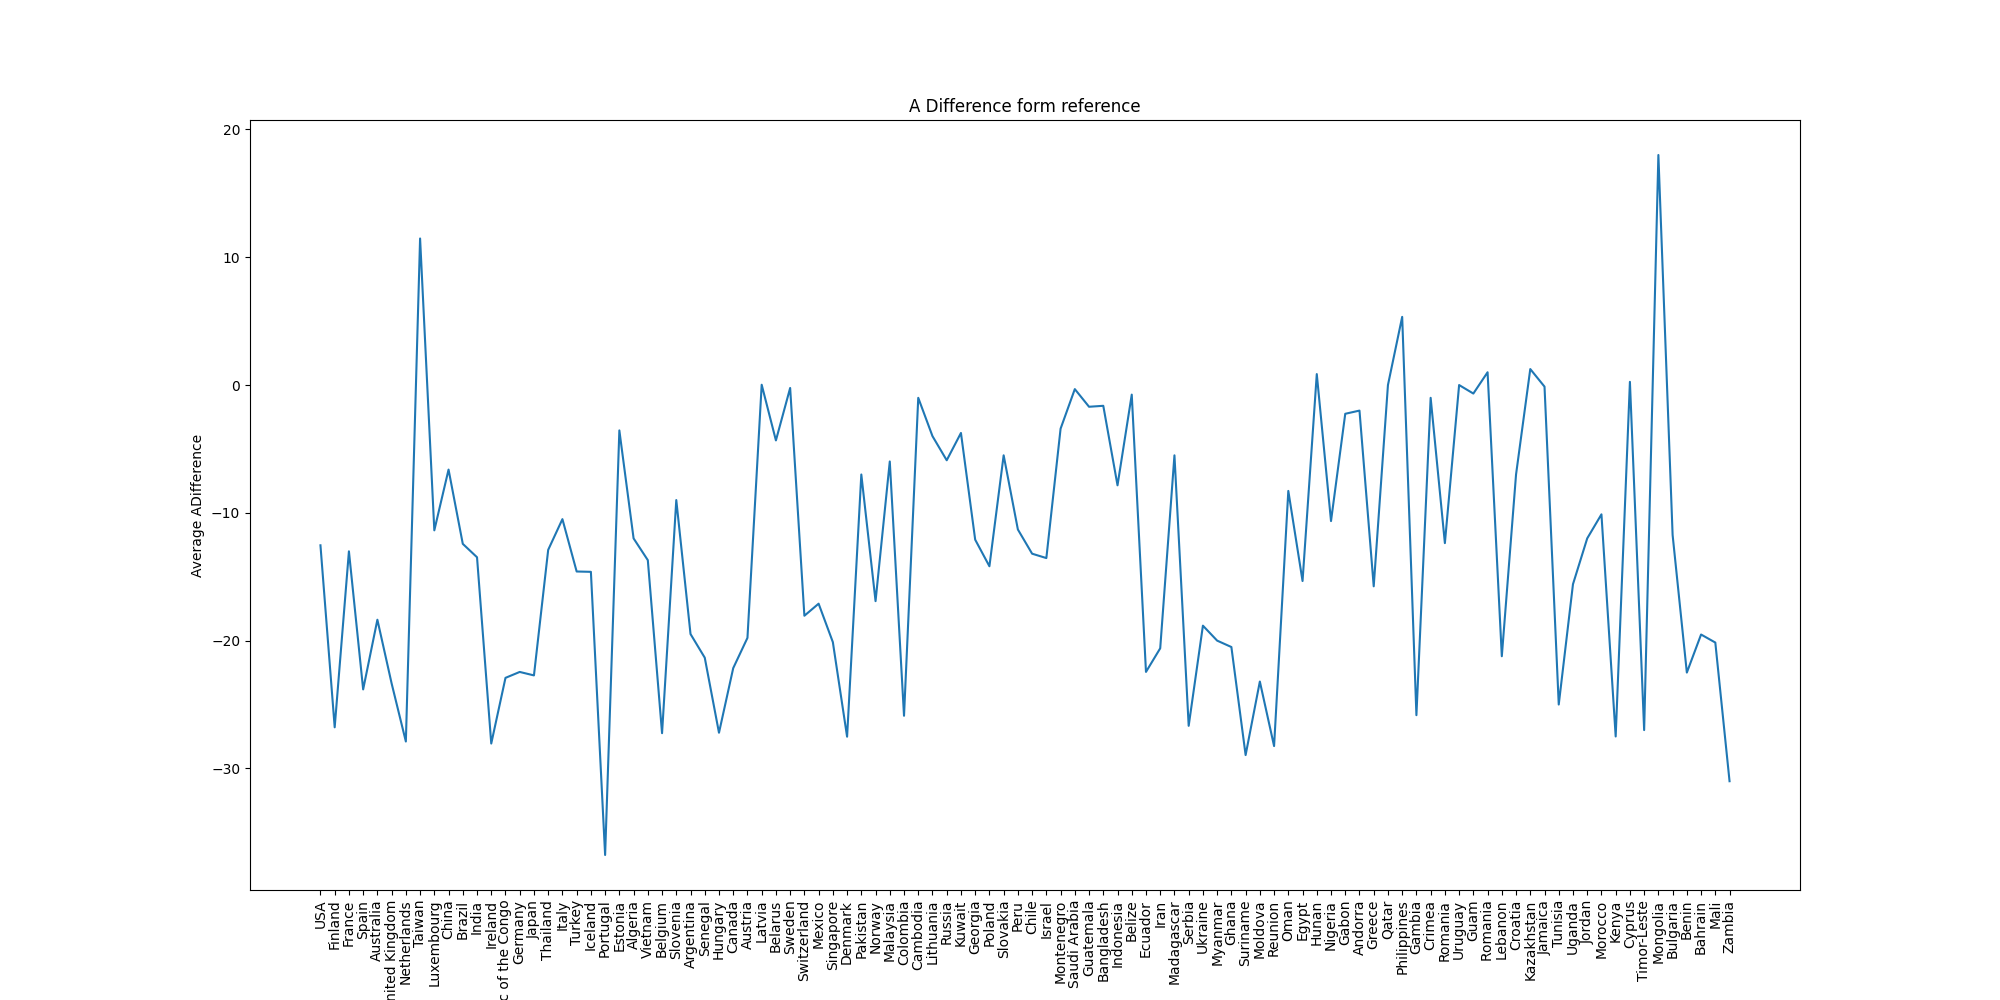 A Difference form reference
20
10
0
−10
−20
−30
Average ADifference
USA
Finland
France
Spain
Australia
nited Kingdom
Netherlands
Taiwan
Luxembourg
China
Brazil
India
Ireland
c of the Congo
Germany
Japan
Thailand
Italy
Turkey
Iceland
Portugal
Estonia
Algeria
Vietnam
Belgium
Slovenia
Argentina
Senegal
Hungary
Canada
Austria
Latvia
Belarus
Sweden
Switzerland
Mexico
Singapore
Denmark
Pakistan
Norway
Malaysia
Colombia
Cambodia
Lithuania
Russia
Kuwait
Georgia
Poland
Slovakia
Peru
Chile
Israel
Montenegro
Saudi Arabia
Guatemala
Bangladesh
Indonesia
Belize
Ecuador
Iran
Madagascar
Serbia
Ukraine
Myanmar
Ghana
Suriname
Moldova
Reunion
Oman
Egypt
Hunan
Nigeria
Gabon
Andorra
Greece
Qatar
Philippines
Gambia
Crimea
Romania
Uruguay
Guam
Romania
Lebanon
Croatia
Kazakhstan
Jamaica
Tunisia
Uganda
Jordan
Morocco
Kenya
Cyprus
Timor-Leste
Mongolia
Bulgaria
Benin
Bahrain
Mali
Zambia